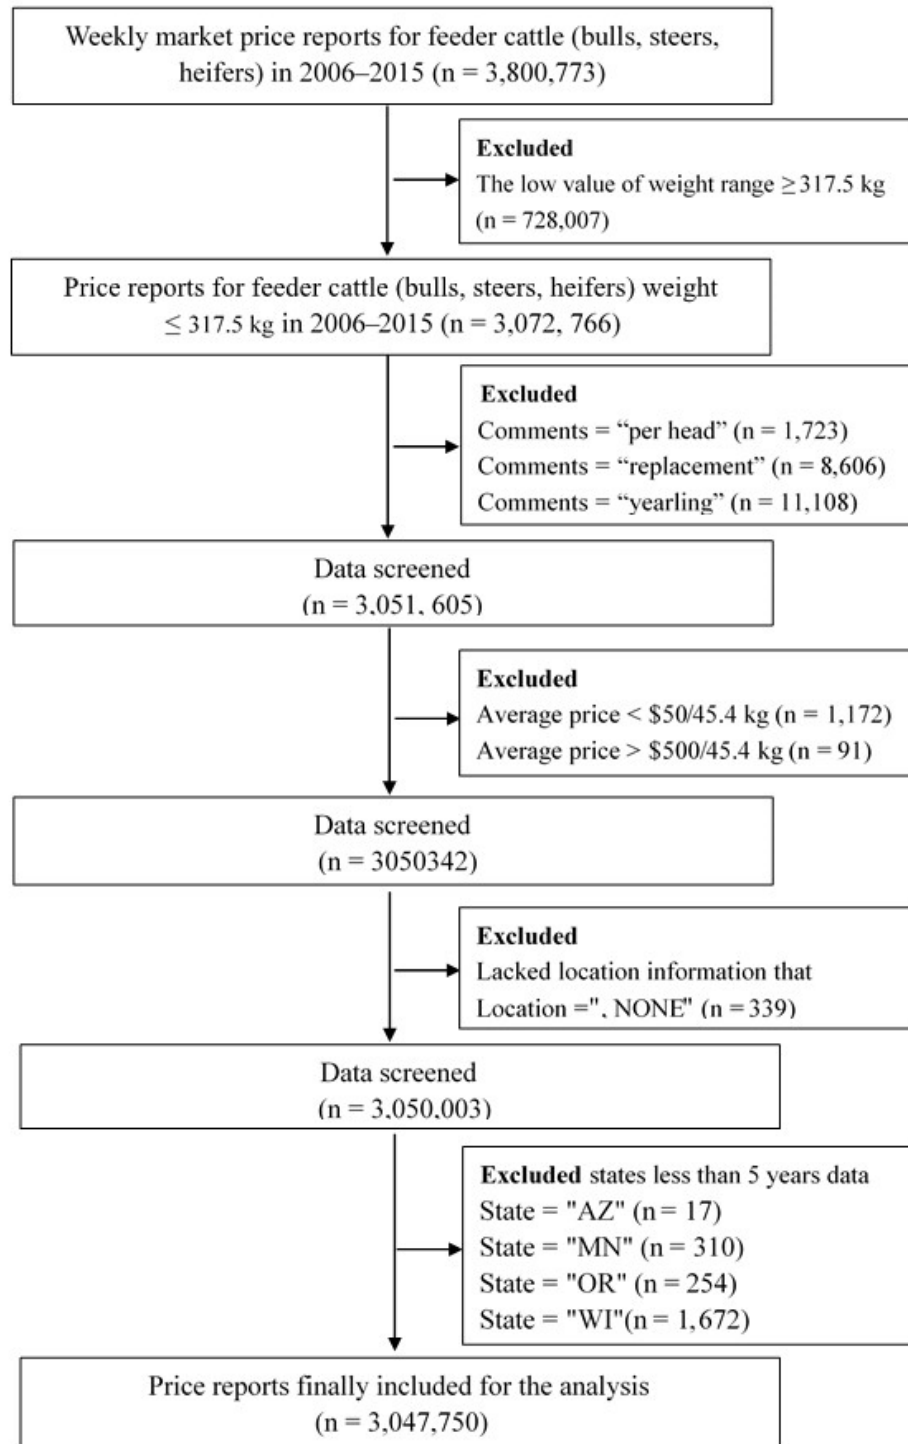 Weekly market price reports for feeder cattle (bulls, steers,
heifers) in 2006–2015 (n = 3,800,773)
Excluded
The low value of weight range ≥317.5 kg
(n = 728,007)
Price reports for feeder cattle (bulls, steers, heifers) weight
≤ 317.5 kg in 2006–2015 (n = 3,072, 766)
Excluded
Comments = “per head” (n = 1,723)
Comments = “replacement” (n = 8,606)
Comments = “yearling” (n = 11,108)
Data screened
(n = 3,051, 605)
Excluded
Average price < $50/45.4 kg (n = 1,172)
Average price > $500/45.4 kg (n = 91)
Data screened
(n = 3050342)
Excluded
Lacked location information that
Location =", NONE" (n = 339)
Data screened
(n = 3,050,003)
Excluded states less than 5 years data
State = "AZ" (n = 17)
State = "MN" (n = 310)
State = "OR" (n = 254)
State = "WI"(n = 1,672)
Price reports finally included for the analysis
(n = 3,047,750)